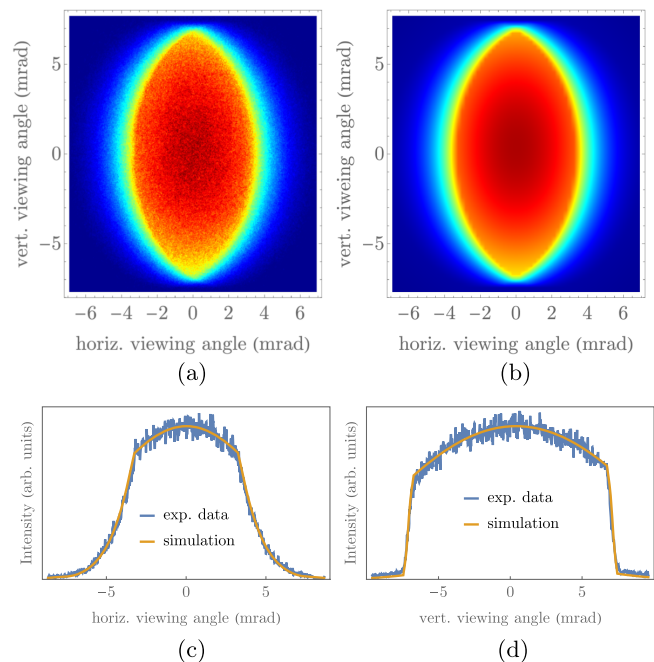 vert. viewing angle (mrad)
5
0
−5
−6 −4 −2 0 2 4 6
horiz. viewing angle (mrad)
(a)
vert. viweing angle (mrad)
5
0
−5
−6 −4 −2 0 2 4 6
horiz. viewing angle (mrad)
(b)
Intensity (arb. units)
exp. data
simulation
−5 0 5
horiz. viewing angle (mrad)
(c)
Intensity (arb. units)
exp. data
simulation
−5 0 5
vert. viewing angle (mrad)
(d)